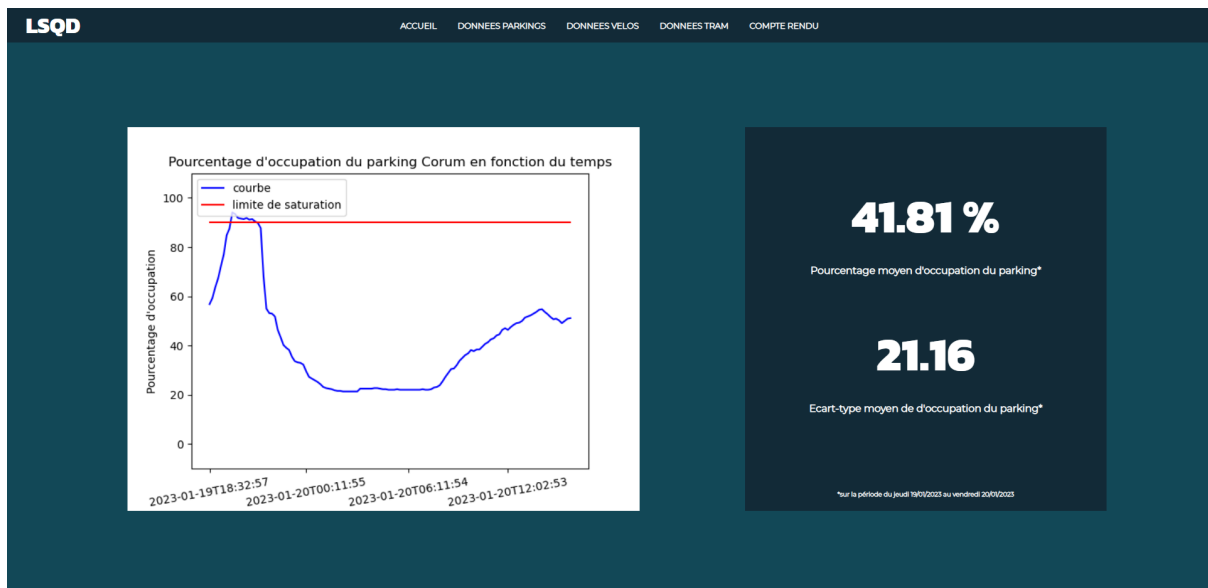 LSQD
ACCUEIL DONNEES PARKINGS DONNEES VELOS DONNEES TRAM COMPTE RENDU
Pourcentage d'occupation du parking Corum en fonction du temps
courbe
limite de saturation
100
80
60
40
20
0
Pourcentage d'occupation
2023-01-19T18:32:57
2023-01-20T00:11:55
2023-01-20T06:11:54
2023-01-20T12:02:53
41.81 %
Pourcentage moyen d'occupation du parking*
21.16
Ecart-type moyen de d'occupation du parking*
*sur la période du jeudi 19/01/2023 au vendredi 20/01/2023